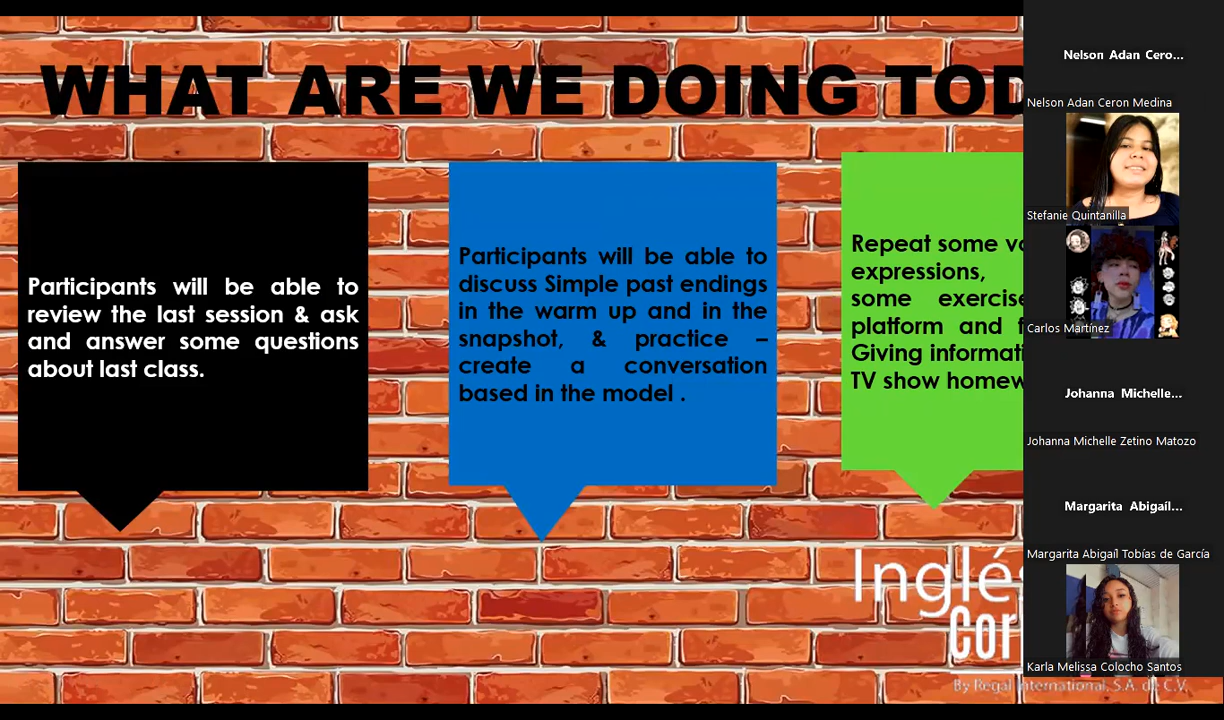 WHAT ARE WE DOING TOD
Participants will be able to
review the last session & ask
and answer some questions
about last class.
Participants will be able to
discuss Simple past endings
in the warm up and in the
snapshot, & practice –
create a conversation
based in the model .
Repeat some vo
expressions,
some exercise
platform and f
Giving informati
TV show homew
Inglés
Cor
By Regal International, S.A. de C.V.
Nelson Adan Cero...
Nelson Adan Ceron Medina
Stefanie Quintanilla
Carlos Martínez
Johanna Michelle...
Johanna Michelle Zetino Matozo
Margarita Abigaíl...
Margarita Abigaíl Tobías de García
Karla Melissa Colocho Santos